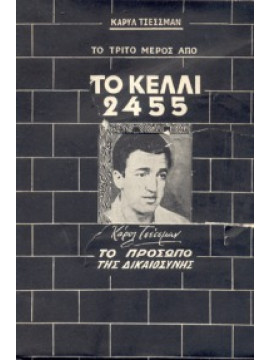 ΚΑΡΥΛ ΤΣΕΣΣΜΑΝ
ΤΟ ΤΡΙΤΟ ΜΕΡΟΣ ΑΠΟ
ΤΟ ΚΕΛΛΙ
2455
Κάρυλ Τσέσσμαν
ΤΟ ΠΡΟΣΩΠΟ
ΤΗΣ ΔΙΚΑΙΟΣΥΝΗΣ